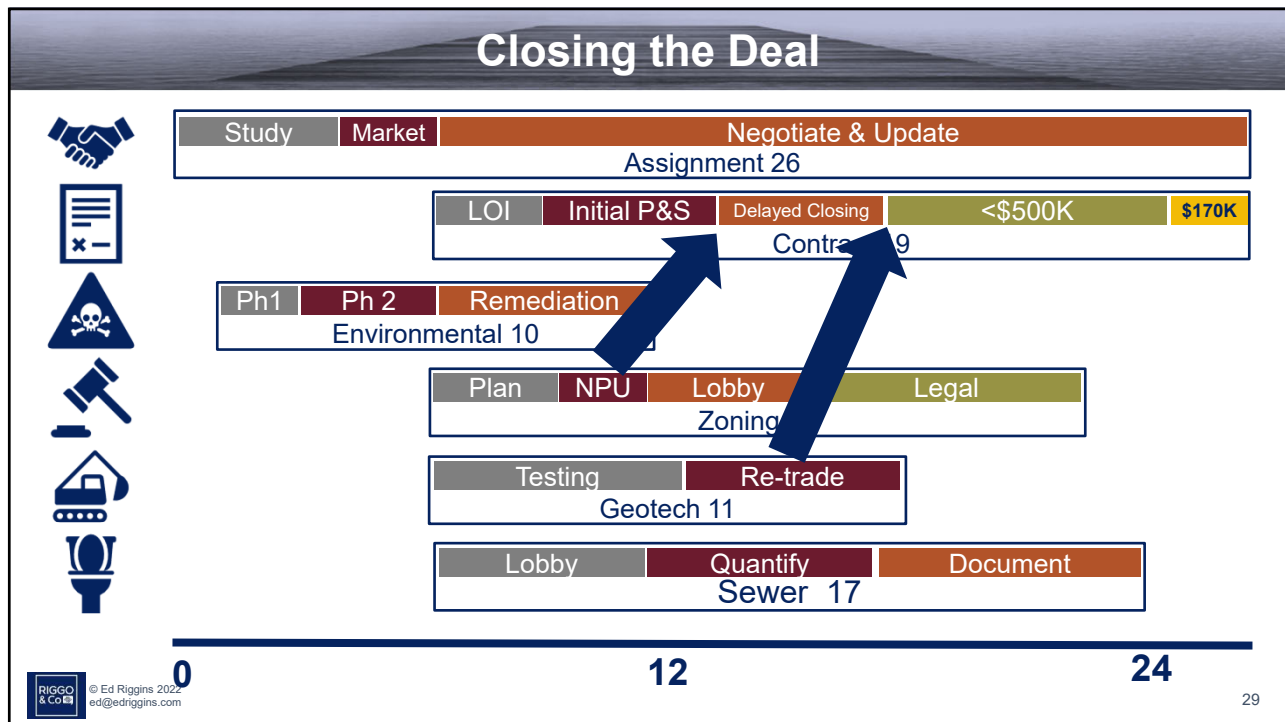 Closing the Deal
Study Market Negotiate & Update
Assignment 26
LOI Initial P&S Delayed Closing <$500K $170K
9
Ph1 Ph 2 Remediation
Environmental 10
Plan NPU Lobby Legal
Zoning
Testing Re-trade
Geotech 11
Lobby Quantify Document
Sewer 17
0 12 24
RIGGO
& Co
© Ed Riggins 2022
ed@edriggins.com
29